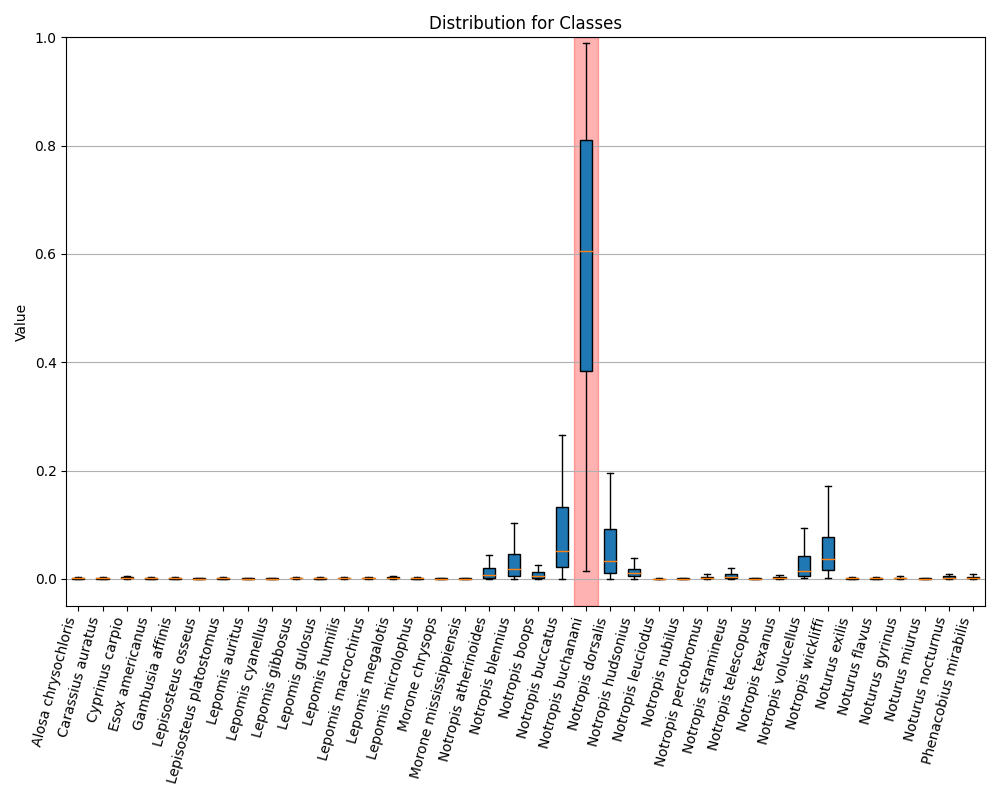 Distribution for Classes
1.0
0.8
0.6
0.4
0.2
0.0
Value
Alosa chrysochloris
Carassius auratus
Cyprinus carpio
Esox americanus
Gambusia affinis
Lepisosteus osseus
Lepisosteus platostomus
Lepomis auritus
Lepomis cyanellus
Lepomis gibbosus
Lepomis gulosus
Lepomis humilis
Lepomis macrochirus
Lepomis megalotis
Lepomis microlophus
Morone chrysops
Morone mississippiensis
Notropis atherinoides
Notropis blennius
Notropis boops
Notropis buccatus
Notropis buchanani
Notropis dorsalis
Notropis hudsonius
Notropis leuciodus
Notropis nubilus
Notropis percobromus
Notropis stramineus
Notropis telescopus
Notropis texanus
Notropis volucellus
Notropis wickliffi
Noturus exilis
Noturus flavus
Noturus gyrinus
Noturus miurus
Noturus nocturnus
Phenacobius mirabilis